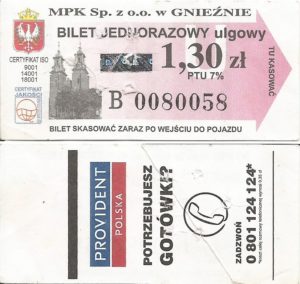 MPK Sp. z o.o. w GNIEŹNIE
BILET JEDNORAZOWY ulgowy
1,30 zł
PTU 7%
B 0080058
CERTYFIKAT ISO
9001
14001
18001
CERTYFIKAT
JAKOŚCI
TU KASOWAĆ
BILET SKASOWAĆ ZARAZ PO WEJŚCIU DO POJAZDU
PROVIDENT
POLSKA
POTRZEBUJESZ
GOTÓWKI?
ZADZWOŃ
0 801 124 124*